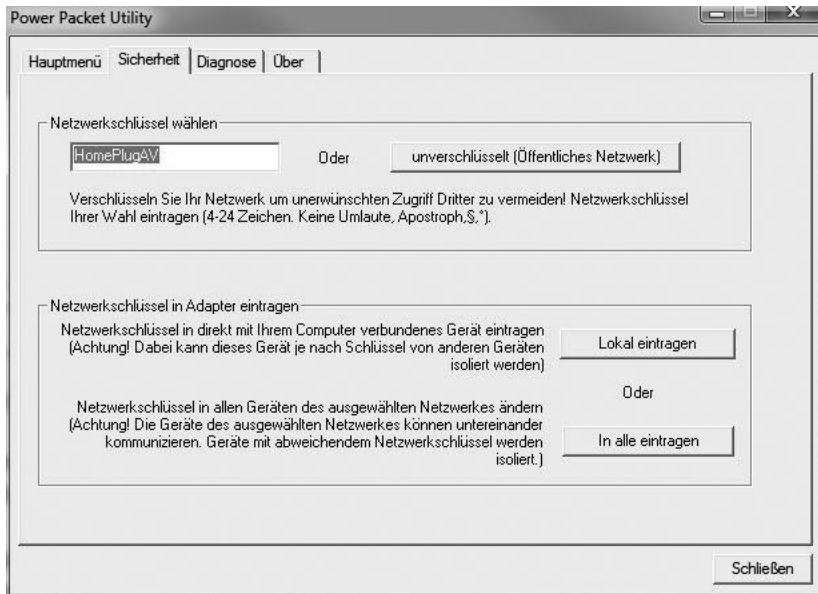 Power Packet Utility
Hauptmenü Sicherheit Diagnose Über
Netzwerkschlüssel wählen
HomePlugAV Oder unverschlüsselt (Öffentliches Netzwerk)
Verschlüsseln Sie Ihr Netzwerk um unerwünschten Zugriff Dritter zu vermeiden! Netzwerkschlüssel
Ihrer Wahl eintragen (4-24 Zeichen. Keine Umlaute, Apostroph,§,*).
Netzwerkschlüssel in Adapter eintragen
Netzwerkschlüssel in direkt mit Ihrem Computer verbundenes Gerät eintragen
(Achtung! Dabei kann dieses Gerät je nach Schlüssel von anderen Geräten
isoliert werden)
Lokal eintragen
Oder
Netzwerkschlüssel in allen Geräten des ausgewählten Netzwerkes ändern
(Achtung! Die Geräte des ausgewählten Netzwerkes können untereinander
kommunizieren. Geräte mit abweichendem Netzwerkschlüssel werden
isoliert.)
In alle eintragen
Schließen